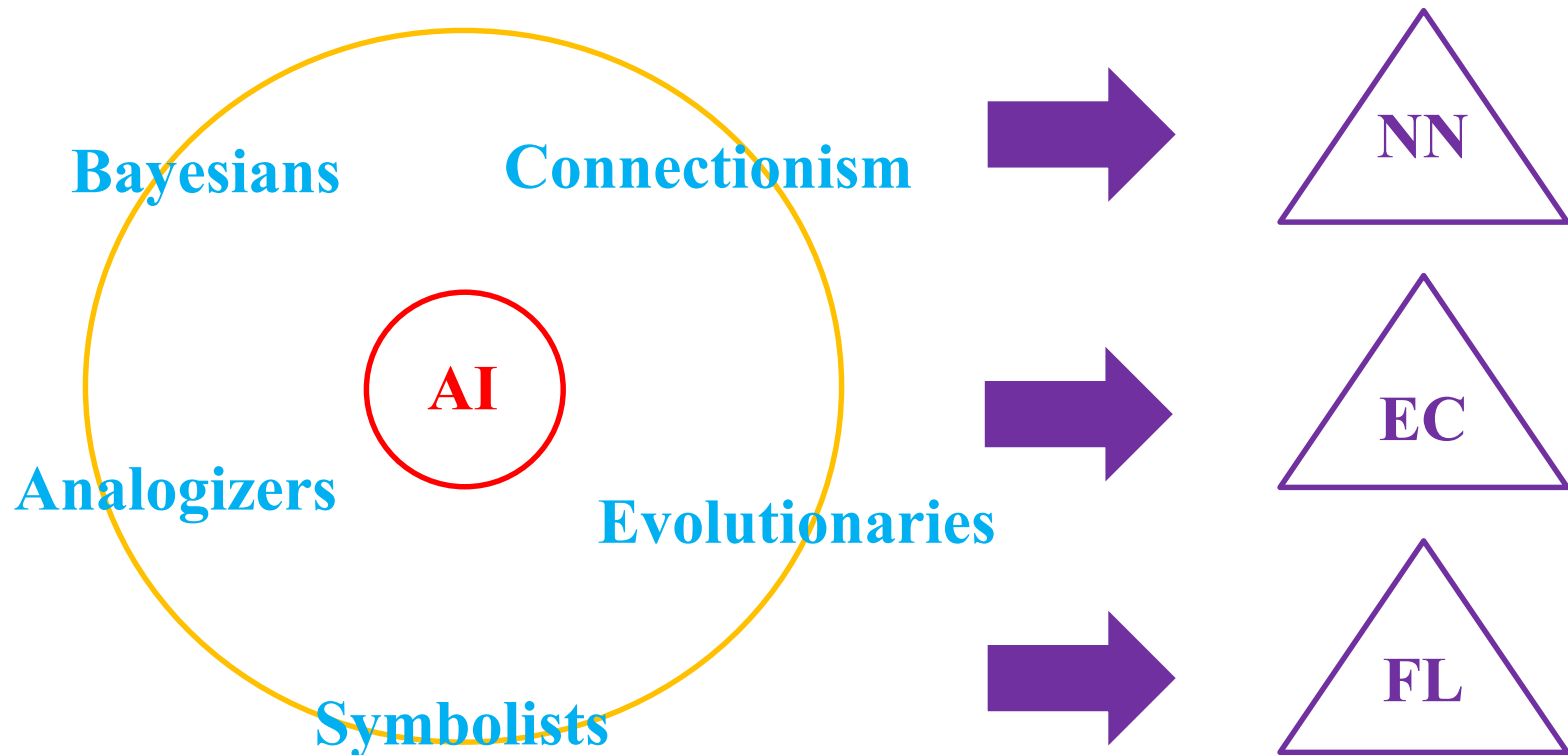 Bayesians
Connectionism
NN
AI
EC
Analogizers
Evolutionaries
FL
Symbolists